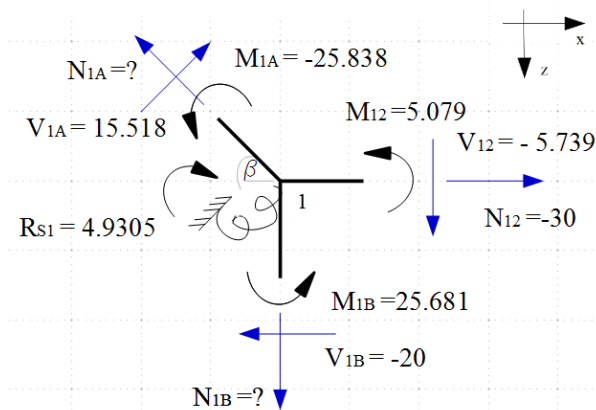 x
z
M1A = -25.838
N1A =?
M12 =5.079
V1A = 15.518
V12 = - 5.739
β
1
RS1 = 4.9305
N12 =-30
M1B =25.681
V1B = -20
N1B =?